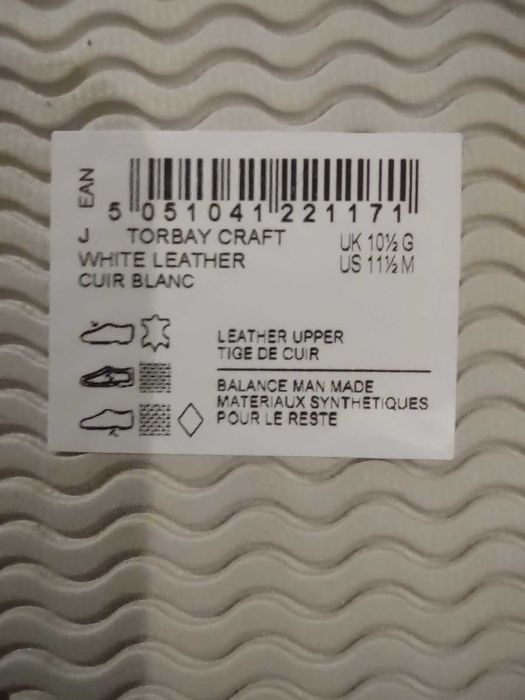 EAN
5 051041 221171
J TORBAY CRAFT UK 10½ G
WHITE LEATHER US 11½ M
CUIR BLANC
LEATHER UPPER
TIGE DE CUIR
BALANCE MAN MADE
MATERIAUX SYNTHETIQUES
POUR LE RESTE